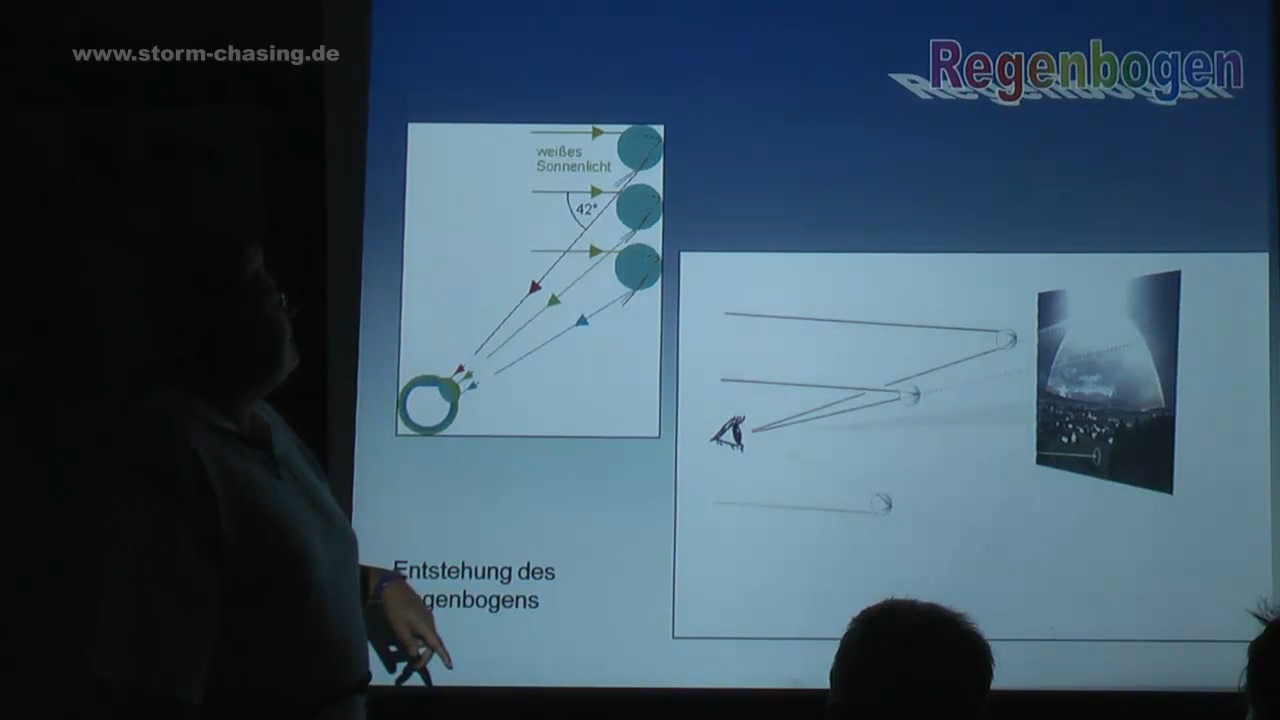 www.storm-chasing.de
Regenbogen
weißes
Sonnenlicht
42°
Entstehung des
genbogens